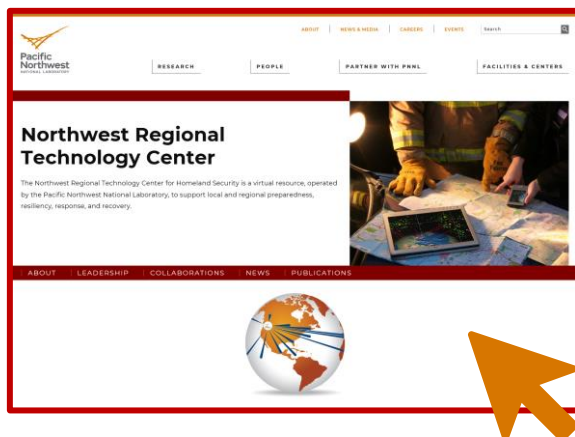 ABOUT NEWS & MEDIA CAREERS EVENTS Search
Pacific
Northwest
NATIONAL LABORATORY
RESEARCH PEOPLE PARTNER WITH PNNL FACILITIES & CENTERS
Northwest Regional
Technology Center
The Northwest Regional Technology Center for Homeland Security is a virtual resource, operated
by the Pacific Northwest National Laboratory, to support local and regional preparedness,
resiliency, response, and recovery.
ABOUT LEADERSHIP COLLABORATIONS NEWS PUBLICATIONS